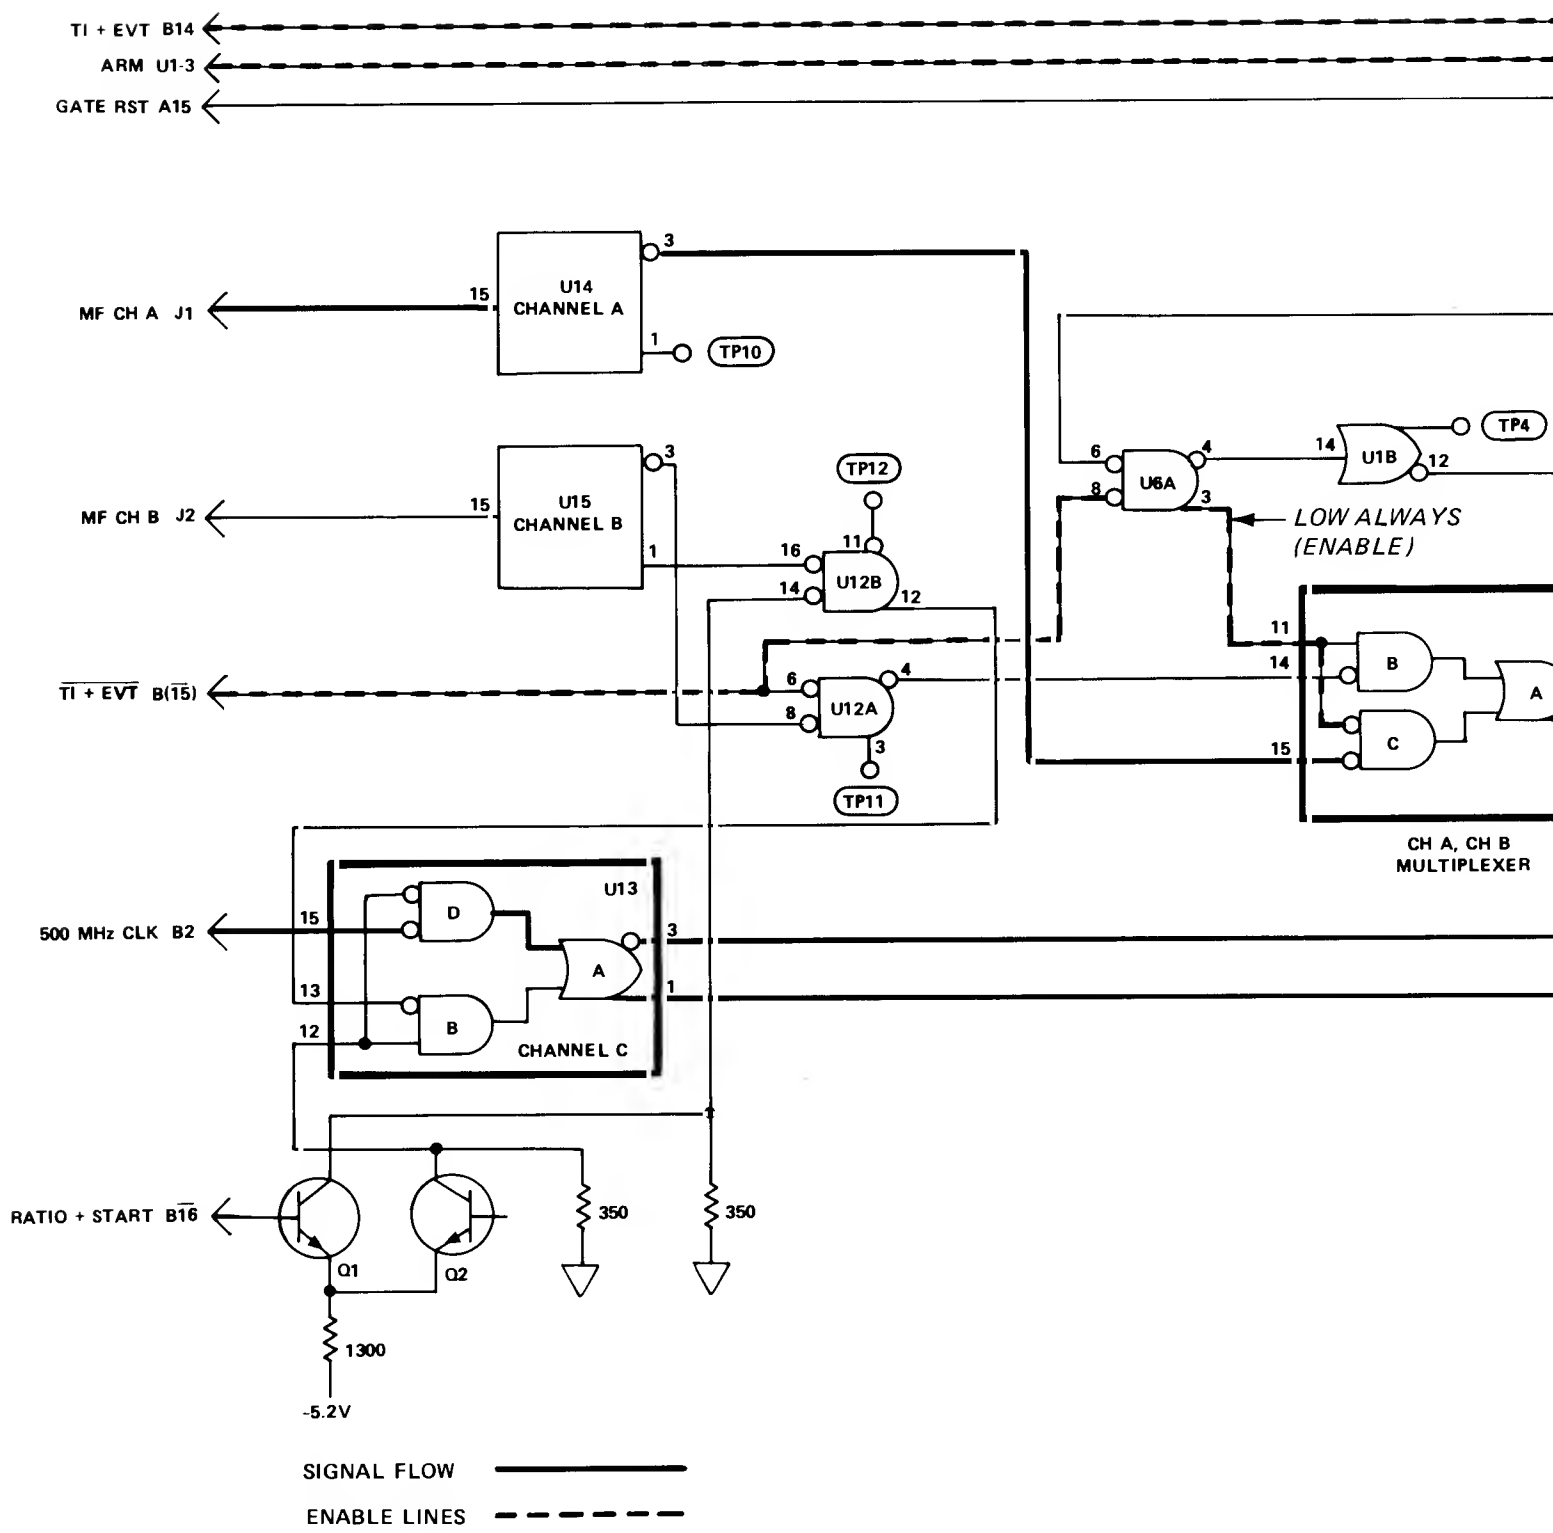 TI + EVT B14
ARM U1-3
GATE RST A15
3
15
U14
CHANNEL A
MF CH A J1
1
TP10
TP4
3
14
12
6
4
U1B
TP12
U6A
8
3
15
U15
CHANNEL B
MF CH B J2
LOW ALWAYS
(ENABLE)
11
16
1
U12B
14
12
11
B
14
TI + EVT B(15)
6
4
A
U12A
8
C
3
15
TP11
CH A, CH B
MULTIPLEXER
U13
D
15
500 MHz CLK B2
3
A
13
1
B
12
CHANNEL C
RATIO + START B16
350
350
Q1
Q2
1300
-5.2V
SIGNAL FLOW
ENABLE LINES